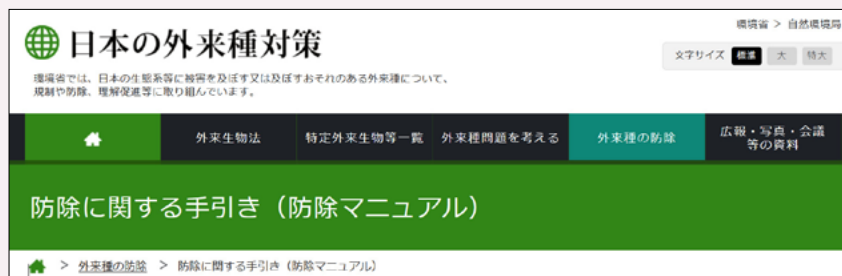 環境省 > 自然環境局
日本の外来種対策
文字サイズ 標準 大 特大
環境省では、日本の生態系等に被害を及ぼす又は及ぼすおそれのある外来種について、
規制や防除、理解促進等に取り組んでいます。
外来生物法 特定外来生物等一覧 外来種問題を考える 外来種の防除 広報・写真・会議
等の資料
防除に関する手引き（防除マニュアル）
> 外来種の防除 > 防除に関する手引き（防除マニュアル）